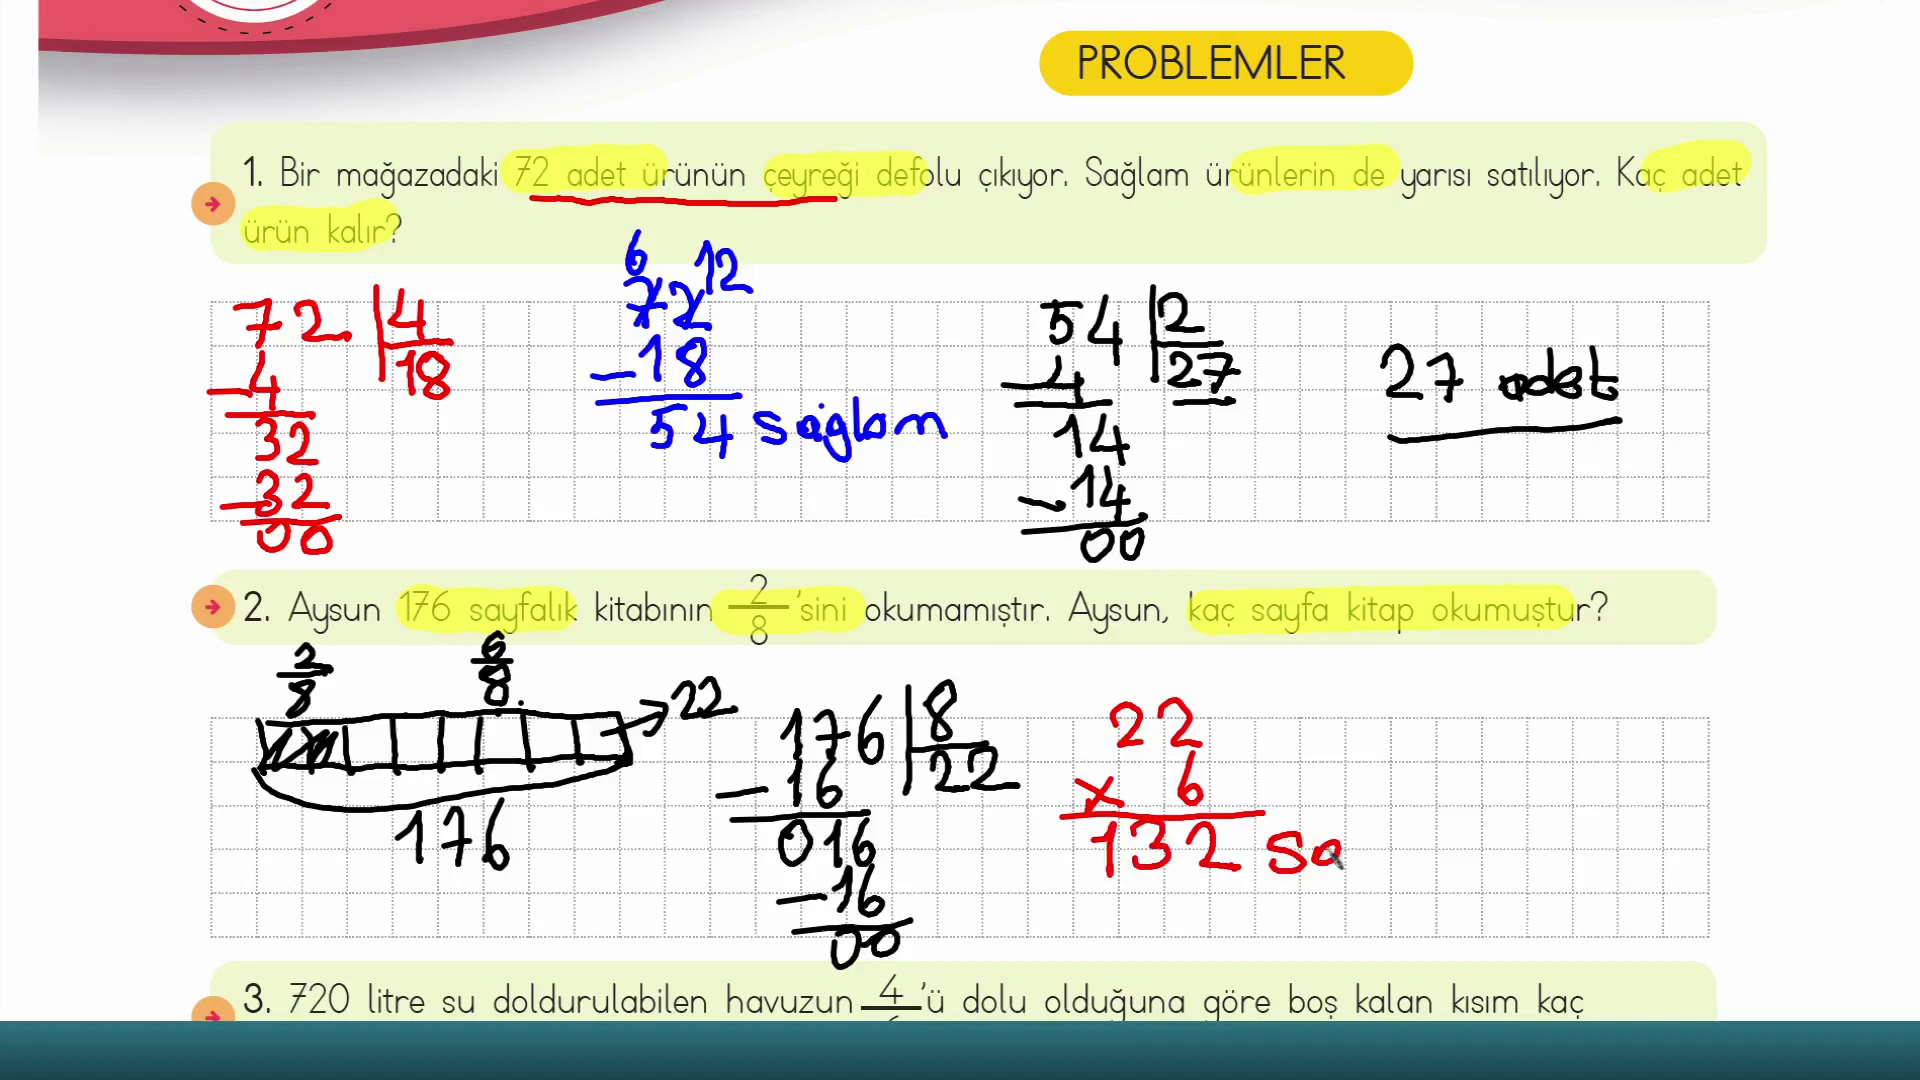 PROBLEMLER
1. Bir mağazadaki 72 adet ürünün çeyreği defolu çıkıyor. Sağlam ürünlerin de yarısı satılıyor. Kaç adet
ürün kalır?
72 4
18
- 4
32
- 32
00
6 12
72
- 18
54 sağlam
54 2
27
- 4
14
- 14
00
27 adet
2. Aysun 176 sayfalık kitabının 2/8 'sini okumamıştır. Aysun, kaç sayfa kitap okumuştur?
2/8 6/8
22
176
176 8
22
- 16
016
- 16
00
22
x 6
132 sa
3. 720 litre su doldurulabilen havuzun 4 'ü dolu olduğuna göre boş kalan kısım kaç